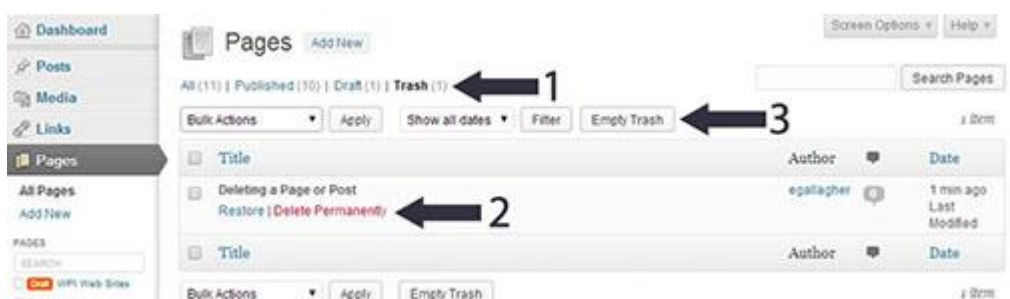 Dashboard
Posts
Media
Links
Pages
All Pages
Add New
PAGES
SEARCH
Draft WPI Web Sites
Pages Add New
Screen Options Help
All (11) | Published (10) | Draft (1) | Trash (1) 1
Search Pages
Bulk Actions Apply Show all dates Filter Empty Trash 3 1 item
Title Author Date
Deleting a Page or Post egallagher 0 1 min ago
Restore | Delete Permanently 2 Last
Modified
Title Author Date
Bulk Actions Apply Empty Trash 1 item